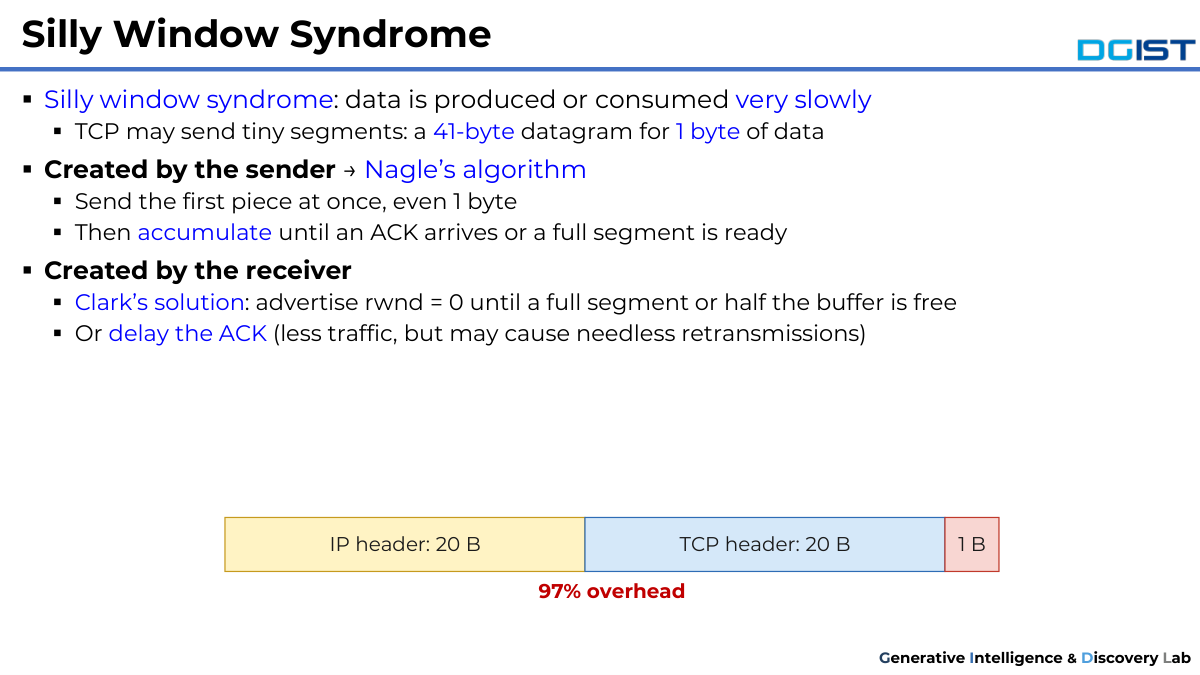 Silly Window Syndrome
DGIST
▪ Silly window syndrome: data is produced or consumed very slowly
▪ TCP may send tiny segments: a 41-byte datagram for 1 byte of data
▪ Created by the sender → Nagle’s algorithm
▪ Send the first piece at once, even 1 byte
▪ Then accumulate until an ACK arrives or a full segment is ready
▪ Created by the receiver
▪ Clark’s solution: advertise rwnd = 0 until a full segment or half the buffer is free
▪ Or delay the ACK (less traffic, but may cause needless retransmissions)
IP header: 20 B TCP header: 20 B 1 B
97% overhead
Generative Intelligence & Discovery Lab